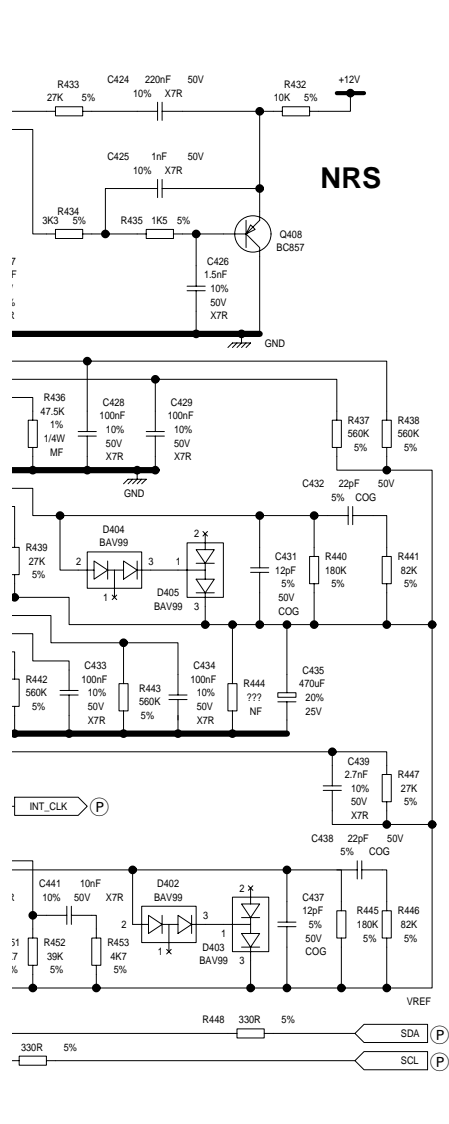 R433
27K 5%
C424 220nF 50V
10% X7R
R432
10K 5%
+12V
C425 1nF 50V
10% X7R
NRS
R434
3K3 5%
R435 1K5 5%
Q408
BC857
C426
1.5nF
10%
50V
X7R
GND
R436
47.5K
1%
1/4W
MF
C428
100nF
10%
50V
X7R
C429
100nF
10%
50V
X7R
R437
560K
5%
R438
560K
5%
GND
C432 22pF 50V
5% COG
R439
27K
5%
D404
BAV99
2 3
1
2
1
3
D405
BAV99
C431
12pF
5%
50V
COG
R440
180K
5%
R441
82K
5%
R442
560K
5%
C433
100nF
10%
50V
X7R
R443
560K
5%
C434
100nF
10%
50V
X7R
R444
???
NF
C435
470uF
20%
25V
C439
2.7nF
10%
50V
X7R
R447
27K
5%
INT_CLK P
C438 22pF 50V
5% COG
C441 10nF
10% 50V X7R
R452
39K
5%
R453
4K7
5%
D402
BAV99
2 3
1
2
1
3
D403
BAV99
C437
12pF
5%
50V
COG
R445
180K
5%
R446
82K
5%
VREF
R448 330R 5%
SDA P
330R 5%
SCL P